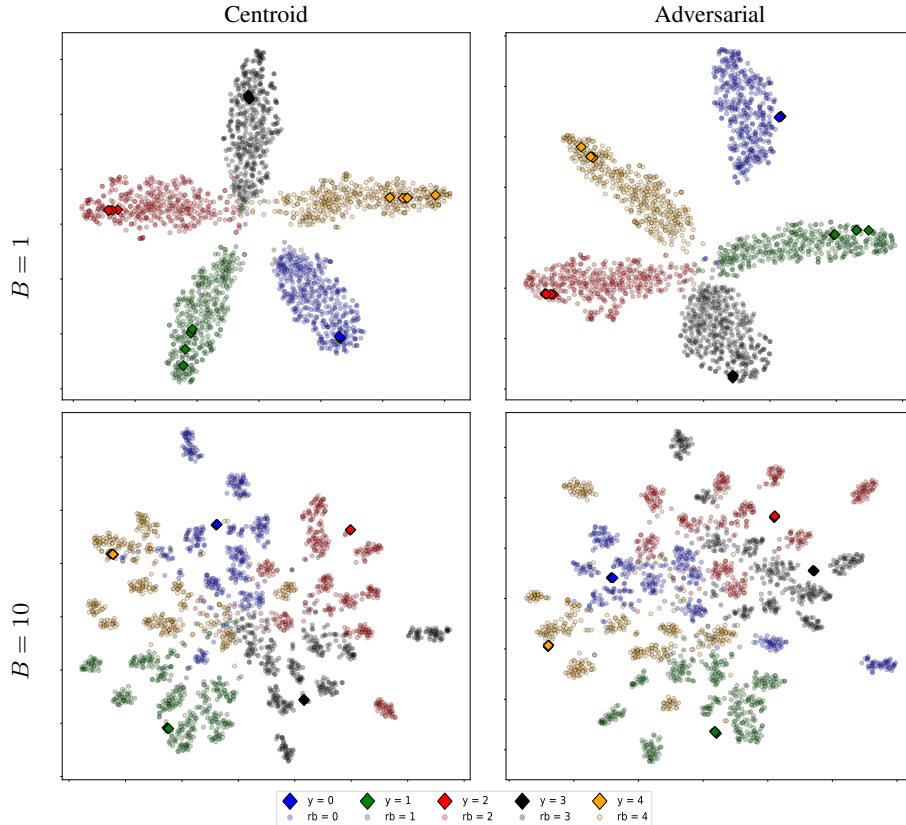 Centroid Adversarial
B = 1
B = 10
y = 0 y = 1 y = 2 y = 3 y = 4
rb = 0 rb = 1 rb = 2 rb = 3 rb = 4